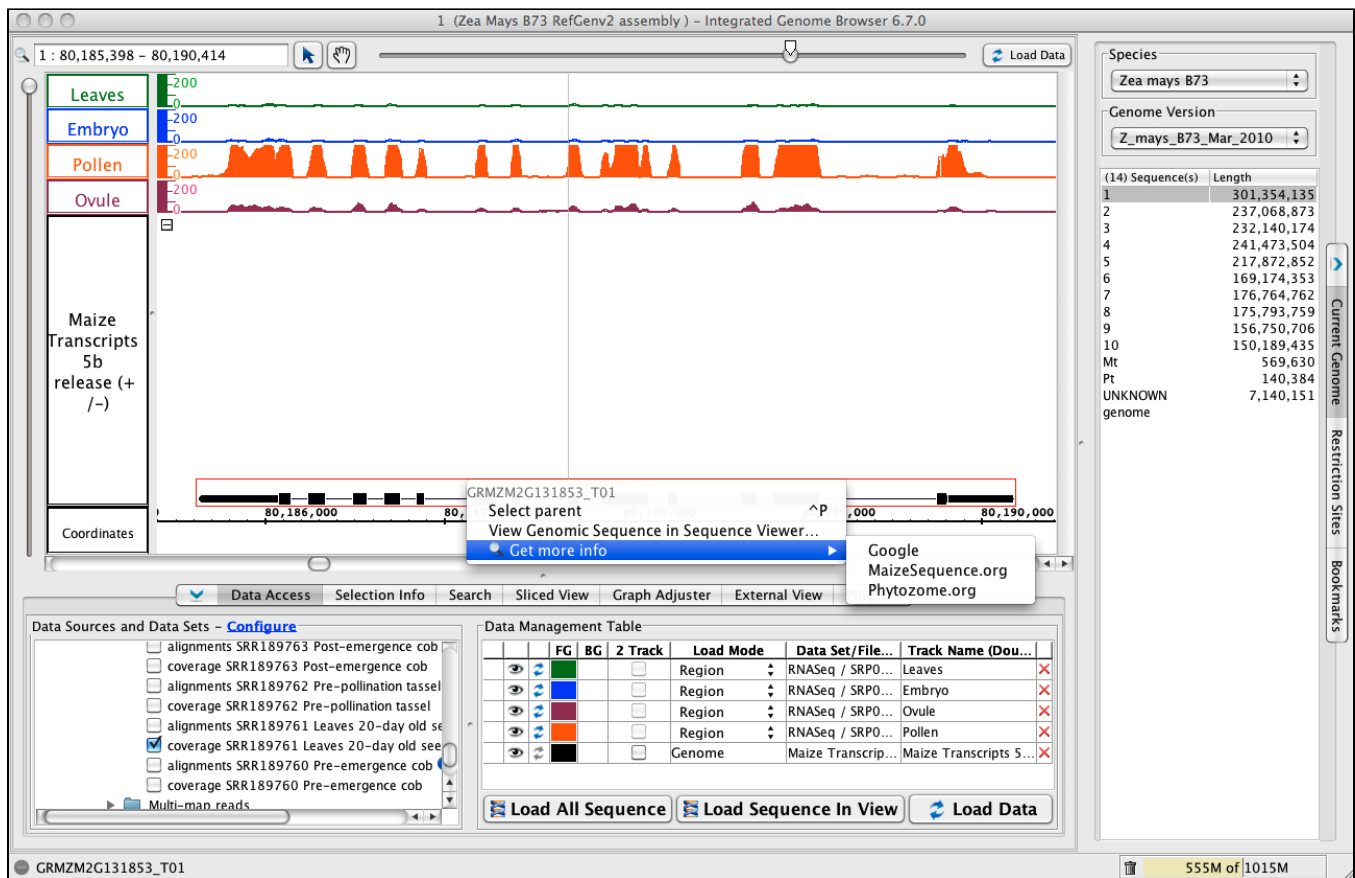 1 (Zea Mays B73 RefGenv2 assembly ) – Integrated Genome Browser 6.7.0
1 : 80,185,398 – 80,190,414
Load Data
Leaves
200
0
Embryo
200
0
Pollen
200
0
Ovule
200
0
Maize
Transcripts
5b
release (+
/-)
Coordinates
80,186,000
80,
,000
80,190,000
GRMZM2G131853_T01
Select parent ^P
View Genomic Sequence in Sequence Viewer...
Get more info
Google
MaizeSequence.org
Phytozome.org
Data Access
Selection Info
Search
Sliced View
Graph Adjuster
External View
Data Sources and Data Sets – Configure
alignments SRR189763 Post-emergence cob
coverage SRR189763 Post-emergence cob
alignments SRR189762 Pre-pollination tassel
coverage SRR189762 Pre-pollination tassel
alignments SRR189761 Leaves 20-day old se
coverage SRR189761 Leaves 20-day old see
alignments SRR189760 Pre-emergence cob
coverage SRR189760 Pre-emergence cob
Multi-map reads
Data Management Table
FG BG 2 Track Load Mode Data Set/File... Track Name (Dou...
Region RNASeq / SRP0... Leaves
Region RNASeq / SRP0... Embryo
Region RNASeq / SRP0... Ovule
Region RNASeq / SRP0... Pollen
Genome Maize Transcrip... Maize Transcripts 5...
Load All Sequence
Load Sequence In View
Load Data
Species
Zea mays B73
Genome Version
Z_mays_B73_Mar_2010
(14) Sequence(s) Length
1 301,354,135
2 237,068,873
3 232,140,174
4 241,473,504
5 217,872,852
6 169,174,353
7 176,764,762
8 175,793,759
9 156,750,706
10 150,189,435
Mt 569,630
Pt 140,384
UNKNOWN 7,140,151
genome
Current Genome
Restriction Sites
Bookmarks
GRMZM2G131853_T01
555M of 1015M